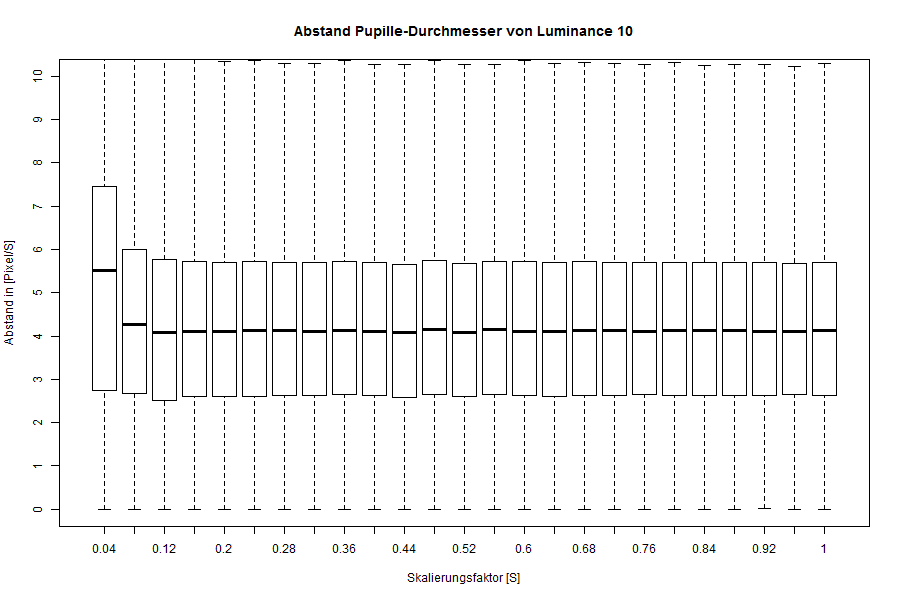 Abstand Pupille-Durchmesser von Luminance 10
Abstand in [Pixel/S]
10
9
8
7
6
5
4
3
2
1
0
0.04 0.12 0.2 0.28 0.36 0.44 0.52 0.6 0.68 0.76 0.84 0.92 1
Skalierungsfaktor [S]